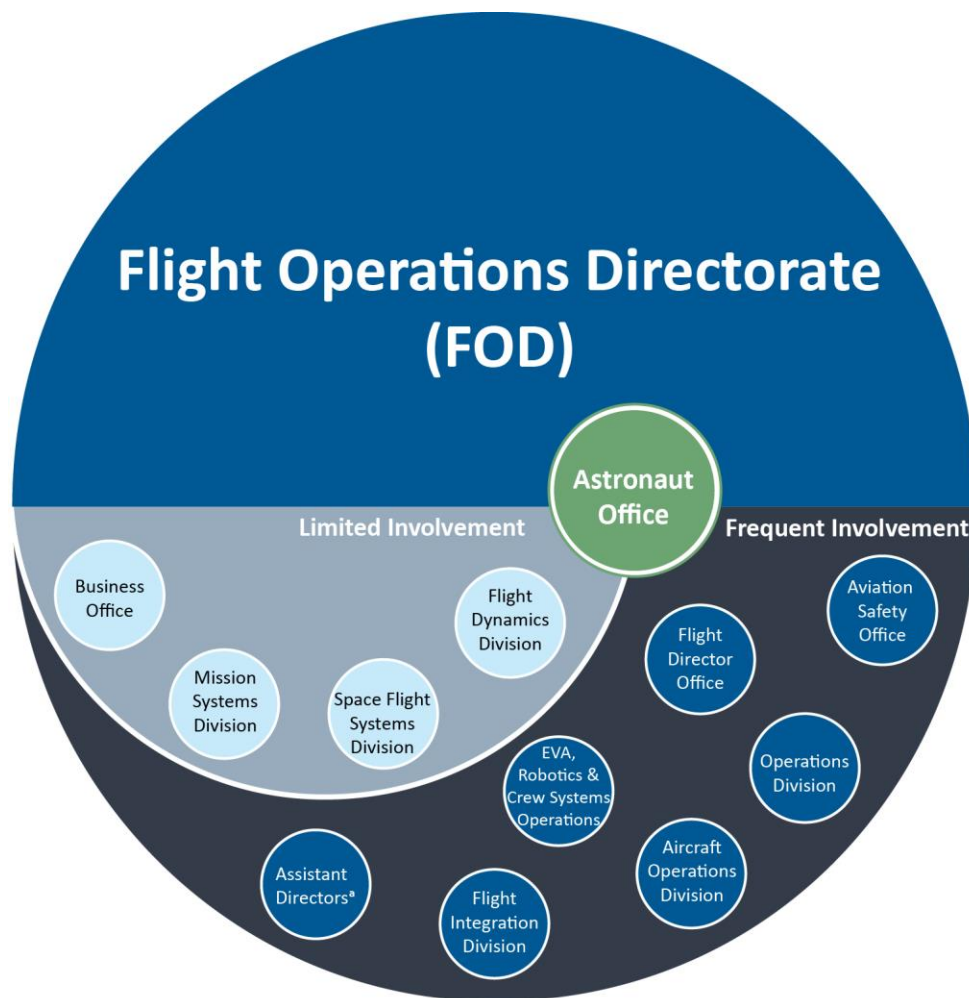 Flight Operations Directorate
(FOD)
Astronaut
Office
Limited Involvement
Frequent Involvement
Business
Office
Mission
Systems
Division
Space Flight
Systems
Division
Flight
Dynamics
Division
Flight
Director
Office
Aviation
Safety
Office
EVA,
Robotics &
Crew Systems
Operations
Operations
Division
Assistant
Directorsª
Flight
Integration
Division
Aircraft
Operations
Division